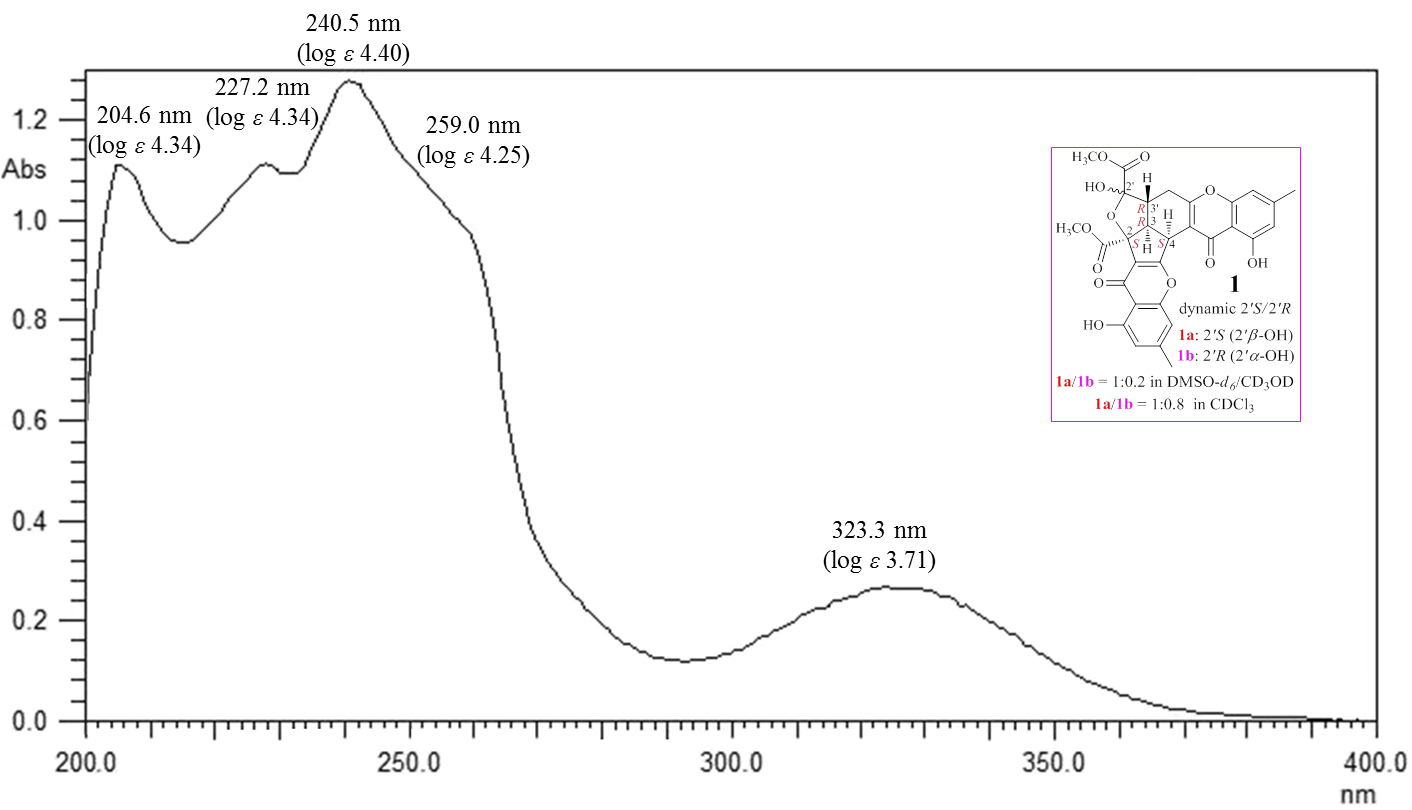 240.5 nm
(log ε 4.40)
227.2 nm
(log ε 4.34)
204.6 nm
(log ε 4.34)
259.0 nm
(log ε 4.25)
323.3 nm
(log ε 3.71)
Abs
1.2
1.0
0.8
0.6
0.4
0.2
0.0
200.0 250.0 300.0 350.0 400.0
nm
H3CO O
HO 2' H O
R 3'
O R 3 H
H3CO 2 S H S 4
O O OH
O O 1
dynamic 2'S/2'R
HO
1a: 2'S (2'β-OH)
1b: 2'R (2'α-OH)
1a/1b = 1:0.2 in DMSO-d6/CD3OD
1a/1b = 1:0.8 in CDCl3